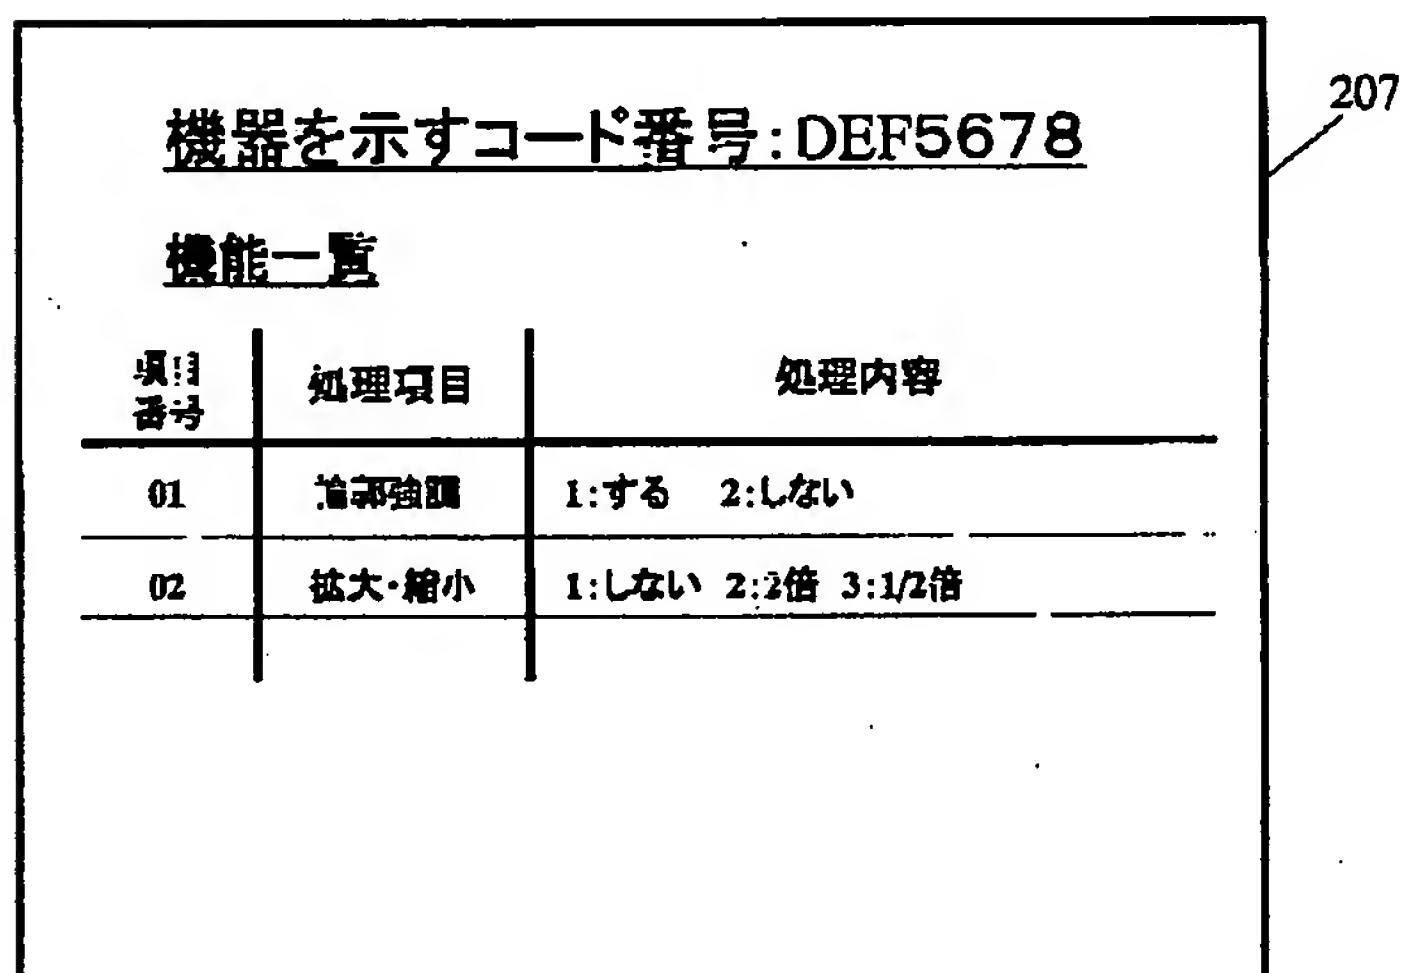 207
機器を示すコード番号:DEF5678
機能一覧
項目
番号
処理項目
処理内容
01
輪郭強調
1:する 2:しない
02
拡大・縮小
1:しない 2:2倍 3:1/2倍